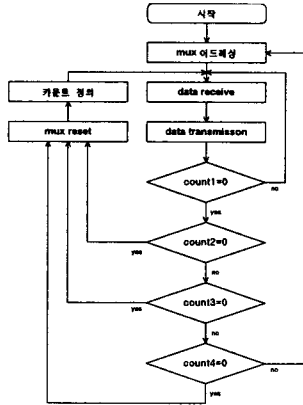 시작
mux 어드레싱
카운트 정의
data receive
mux reset
data transmisson
count1=0
no
yes
count2=0
yes
no
count3=0
yes
no
count4=0
no
yes